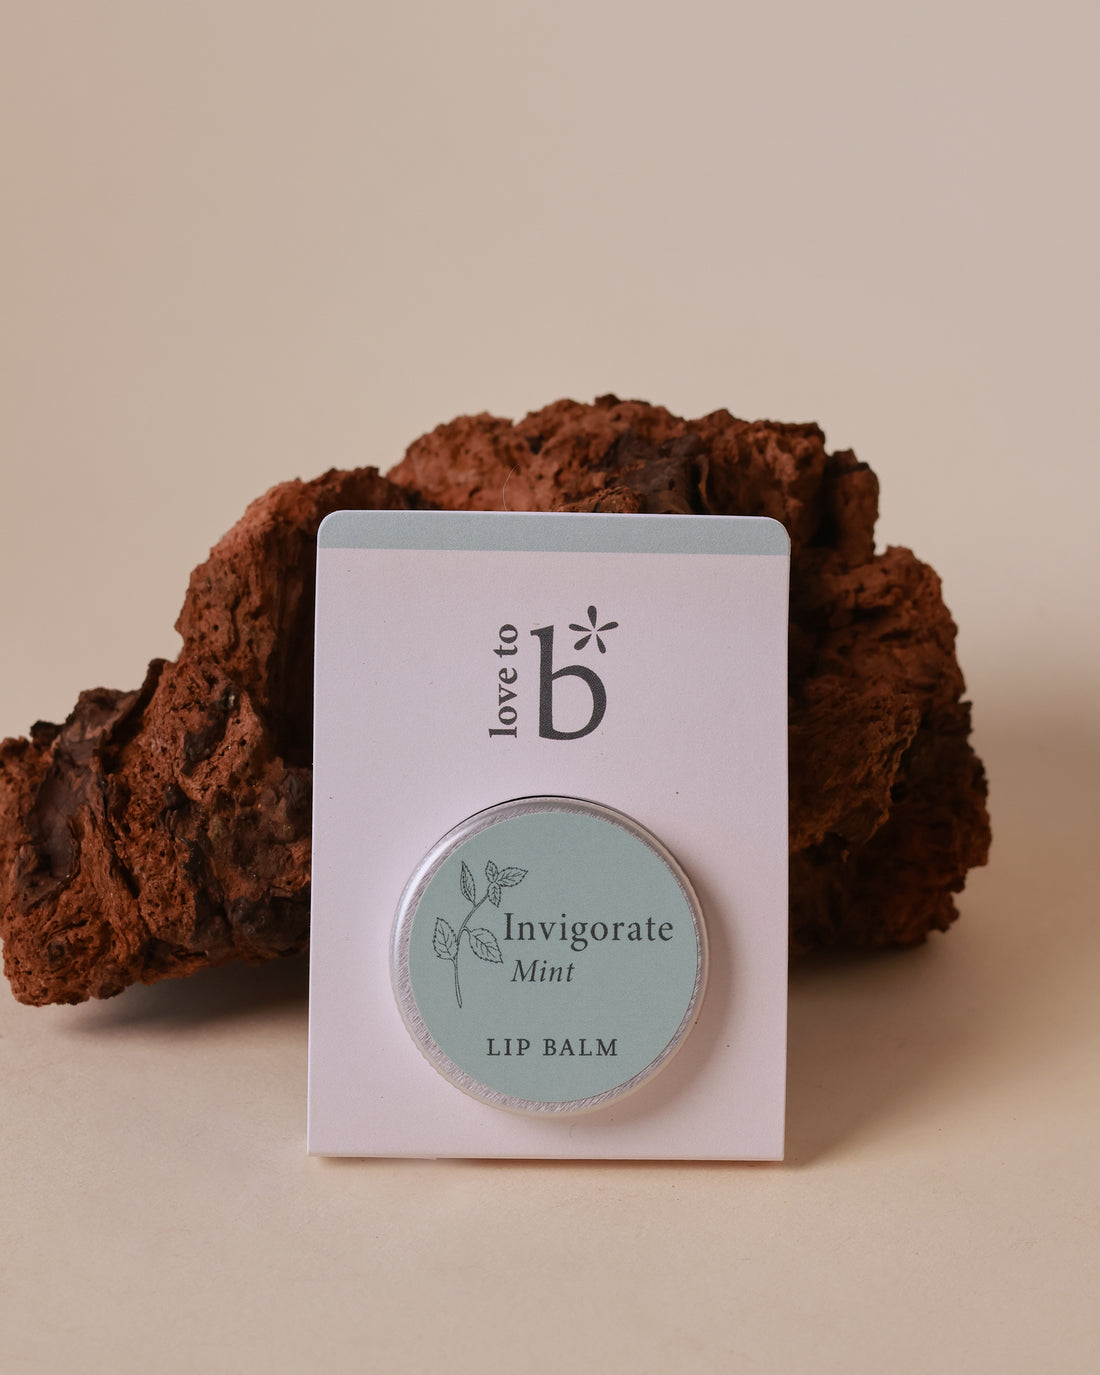 love to
b*
Invigorate
Mint
LIP BALM